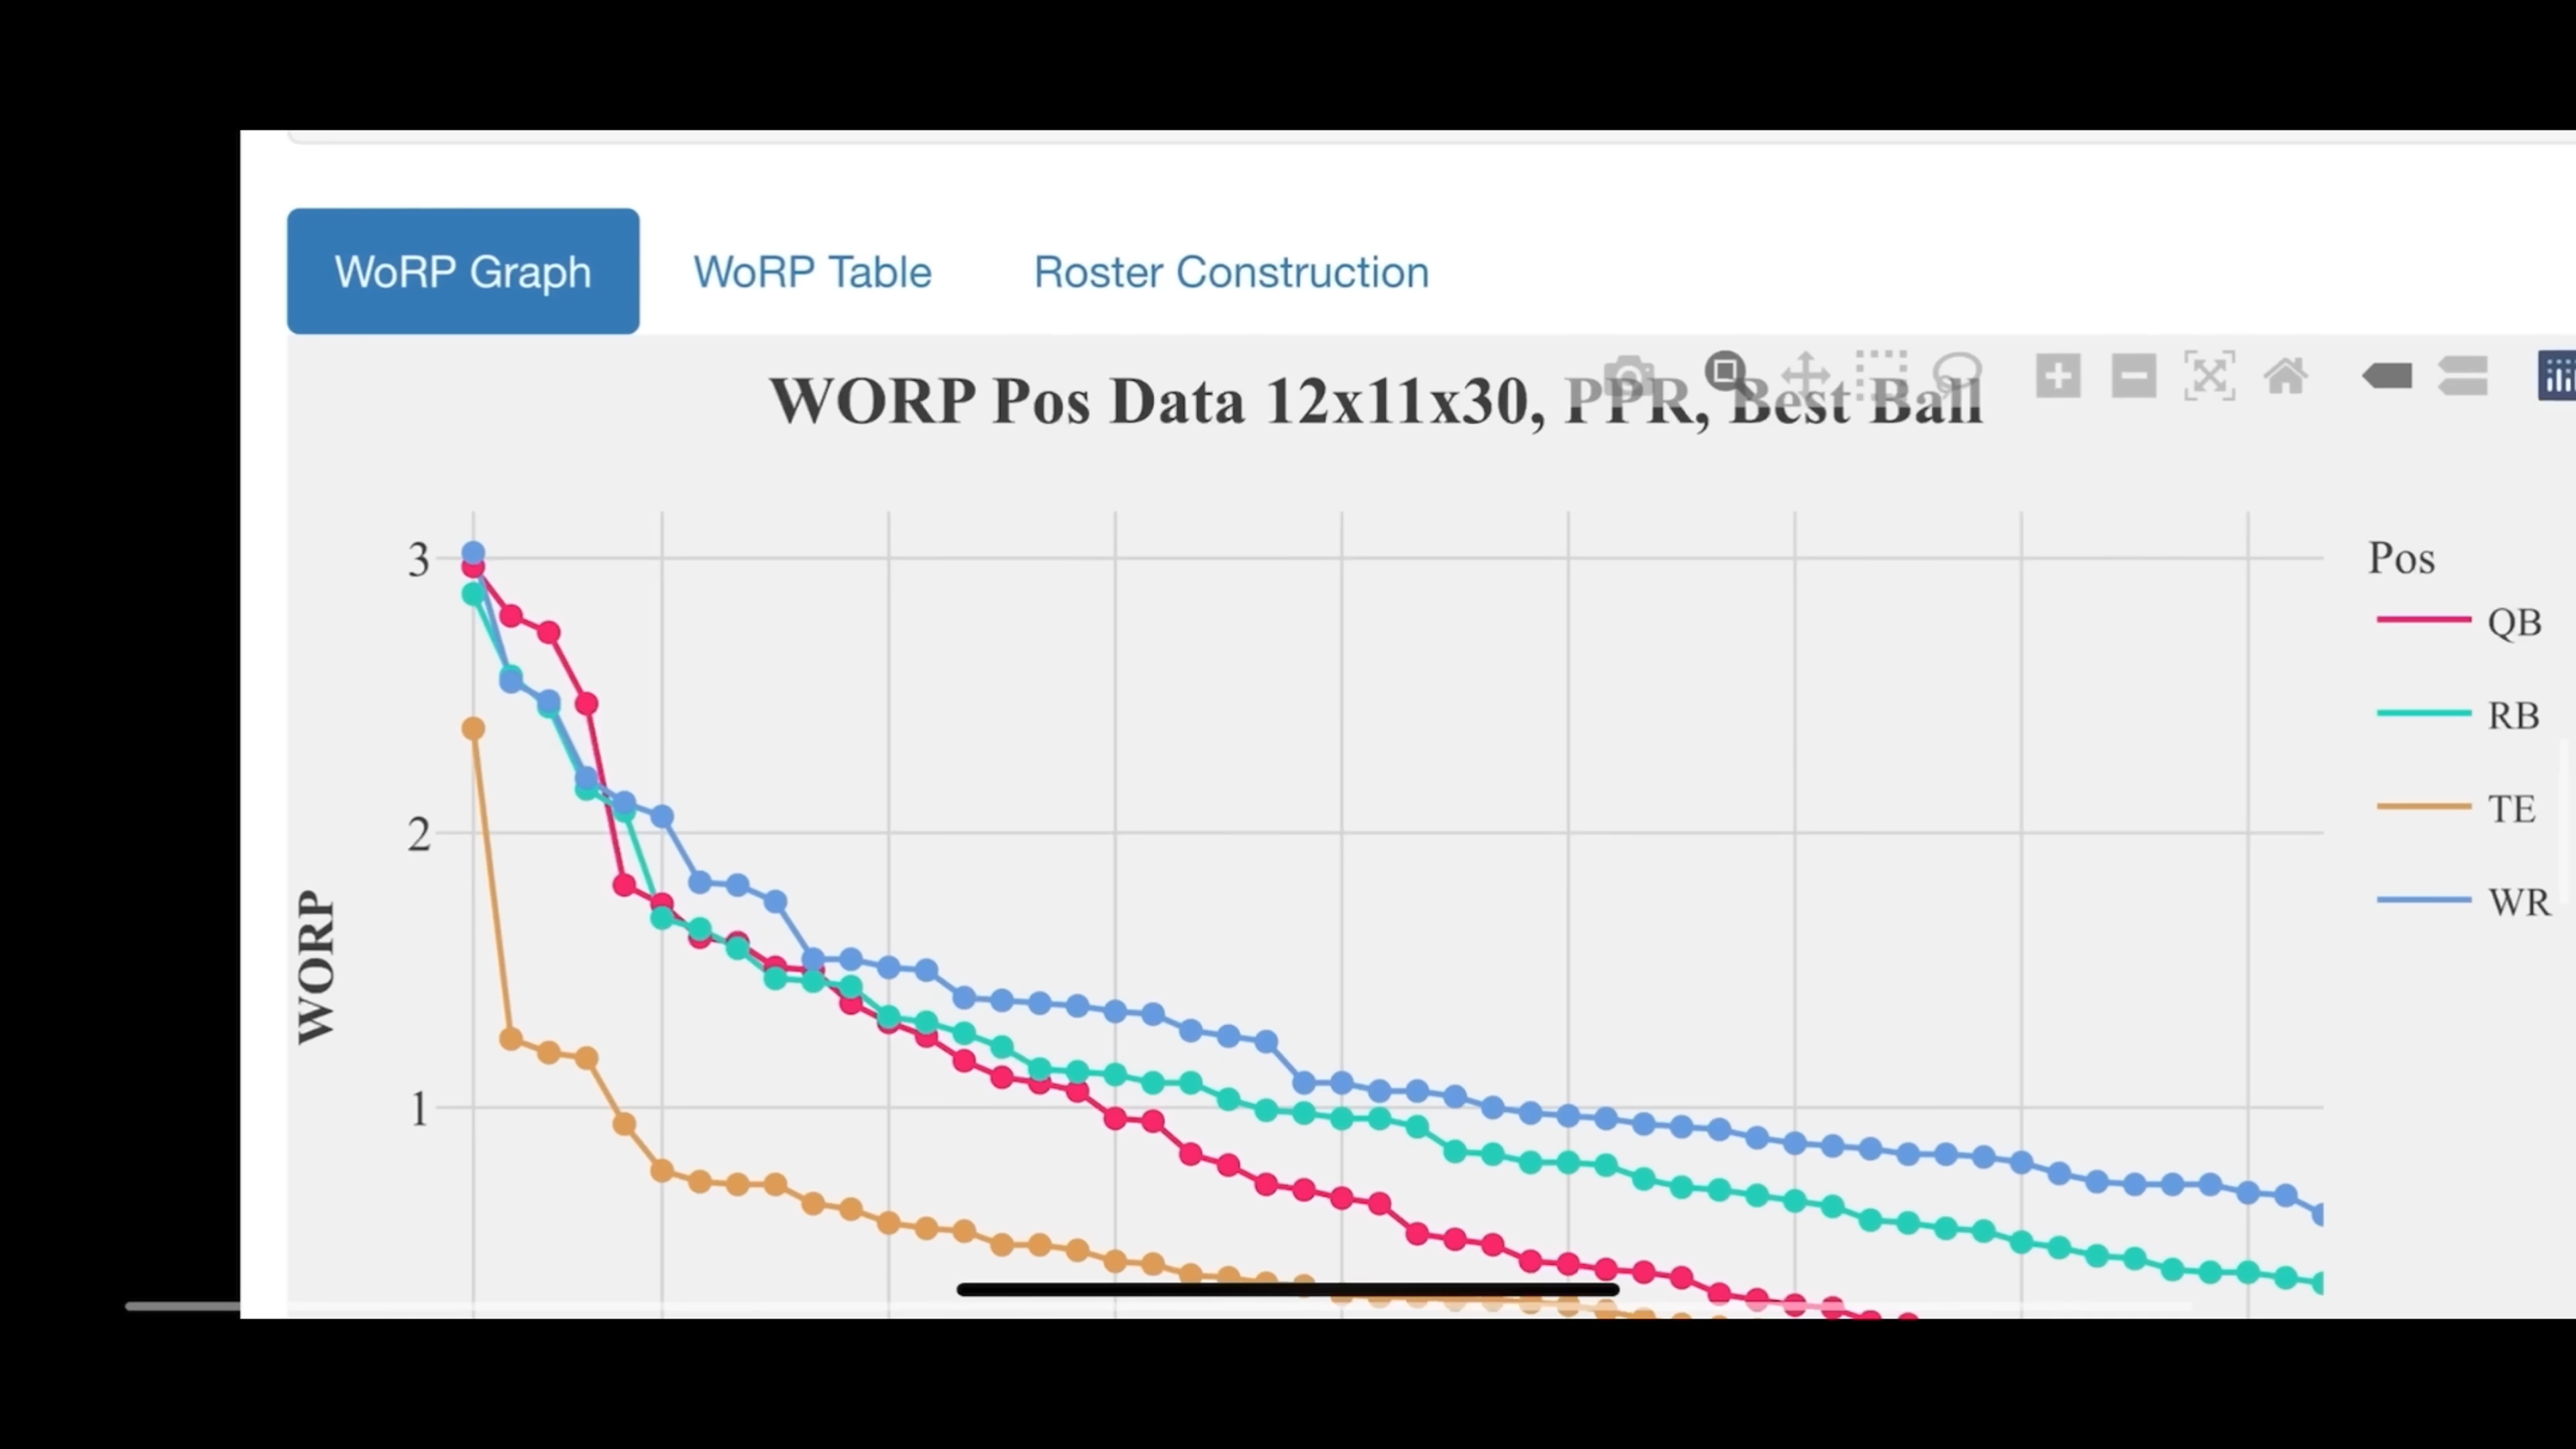 WoRP Graph
WoRP Table
Roster Construction
WORP Pos Data 12x11x30, PPR, Best Ball
3
2
1
WORP
Pos
QB
RB
TE
WR